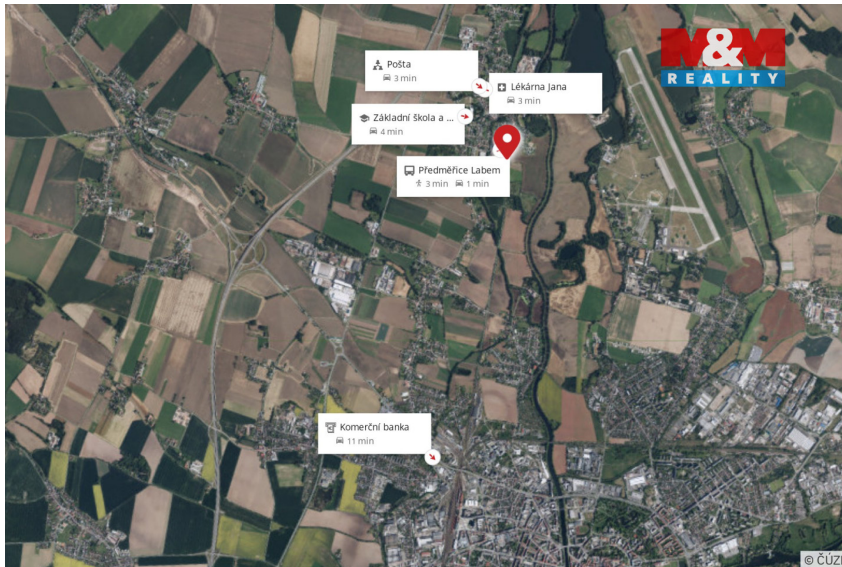 M&M
REALITY
Pošta
3 min
Lékárna Jana
3 min
Základní škola a ...
4 min
Předměřice Labem
3 min 1 min
Komerční banka
11 min